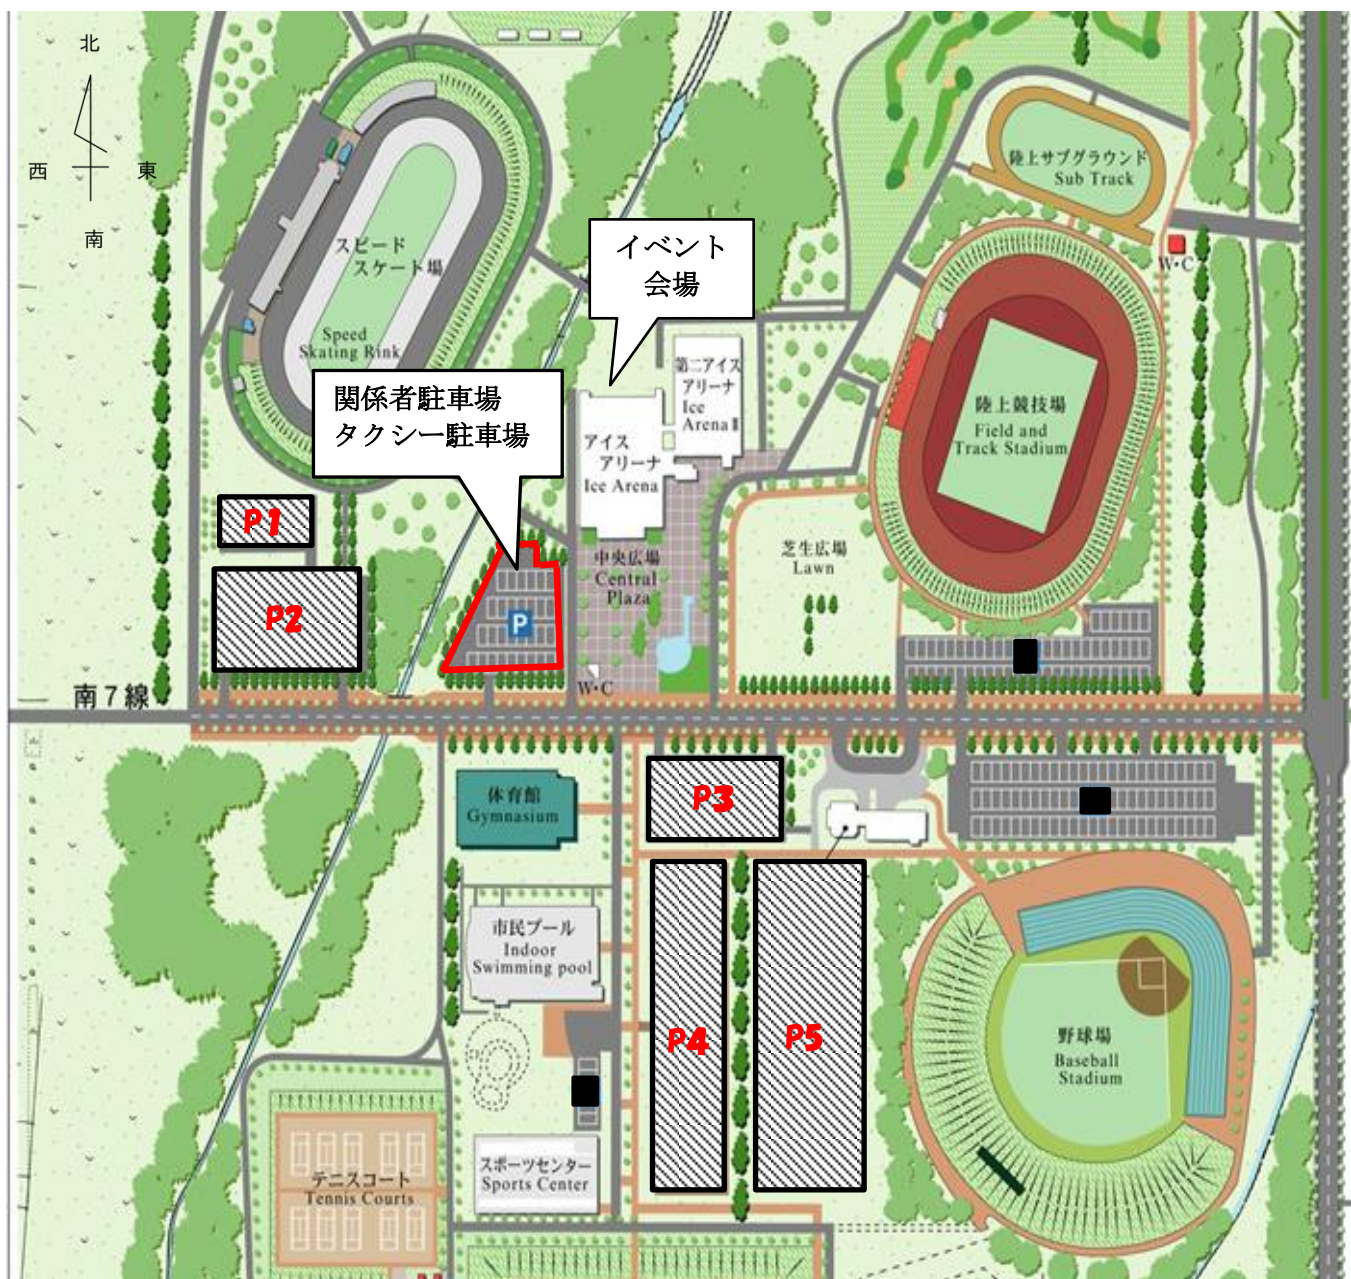 北
西
東
南
陸上サブグラウンド
Sub Track
W・C
イベント
会場
スピード
スケート場
Speed
Skating Rink
関係者駐車場
タクシー駐車場
第二アイス
アリーナ
Ice
Arena Ⅱ
アイス
アリーナ
Ice Arena
陸上競技場
Field and
Track Stadium
P1
P2
P
中央広場
Central
Plaza
芝生広場
Lawn
W・C
南7線
体育館
Gymnasium
P3
市民プール
Indoor
Swimming pool
P4
P5
野球場
Baseball
Stadium
スポーツセンター
Sports Center
テニスコート
Tennis Courts